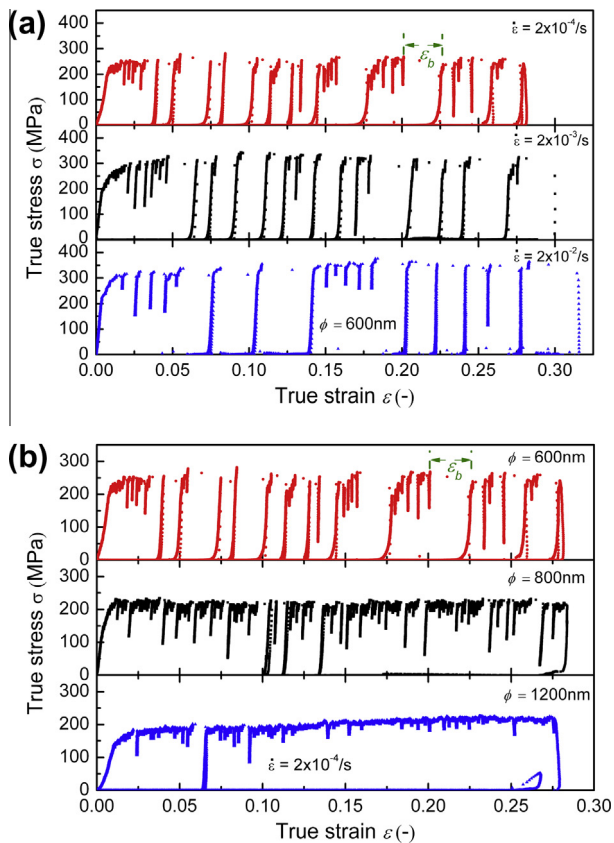 (a)
400
300
200
100
0
ε̇ = 2x10⁻⁴/s
εb
True stress σ (MPa)
400
300
200
100
0
ε̇ = 2x10⁻³/s
400
300
200
100
0
ε̇ = 2x10⁻²/s
ϕ = 600nm
0.00 0.05 0.10 0.15 0.20 0.25 0.30
True strain ε (-)
(b)
300
200
100
0
ϕ = 600nm
εb
True stress σ (MPa)
300
200
100
0
ϕ = 800nm
300
200
100
0
ϕ = 1200nm
ε̇ = 2x10⁻⁴/s
0.00 0.05 0.10 0.15 0.20 0.25 0.30
True strain ε (-)